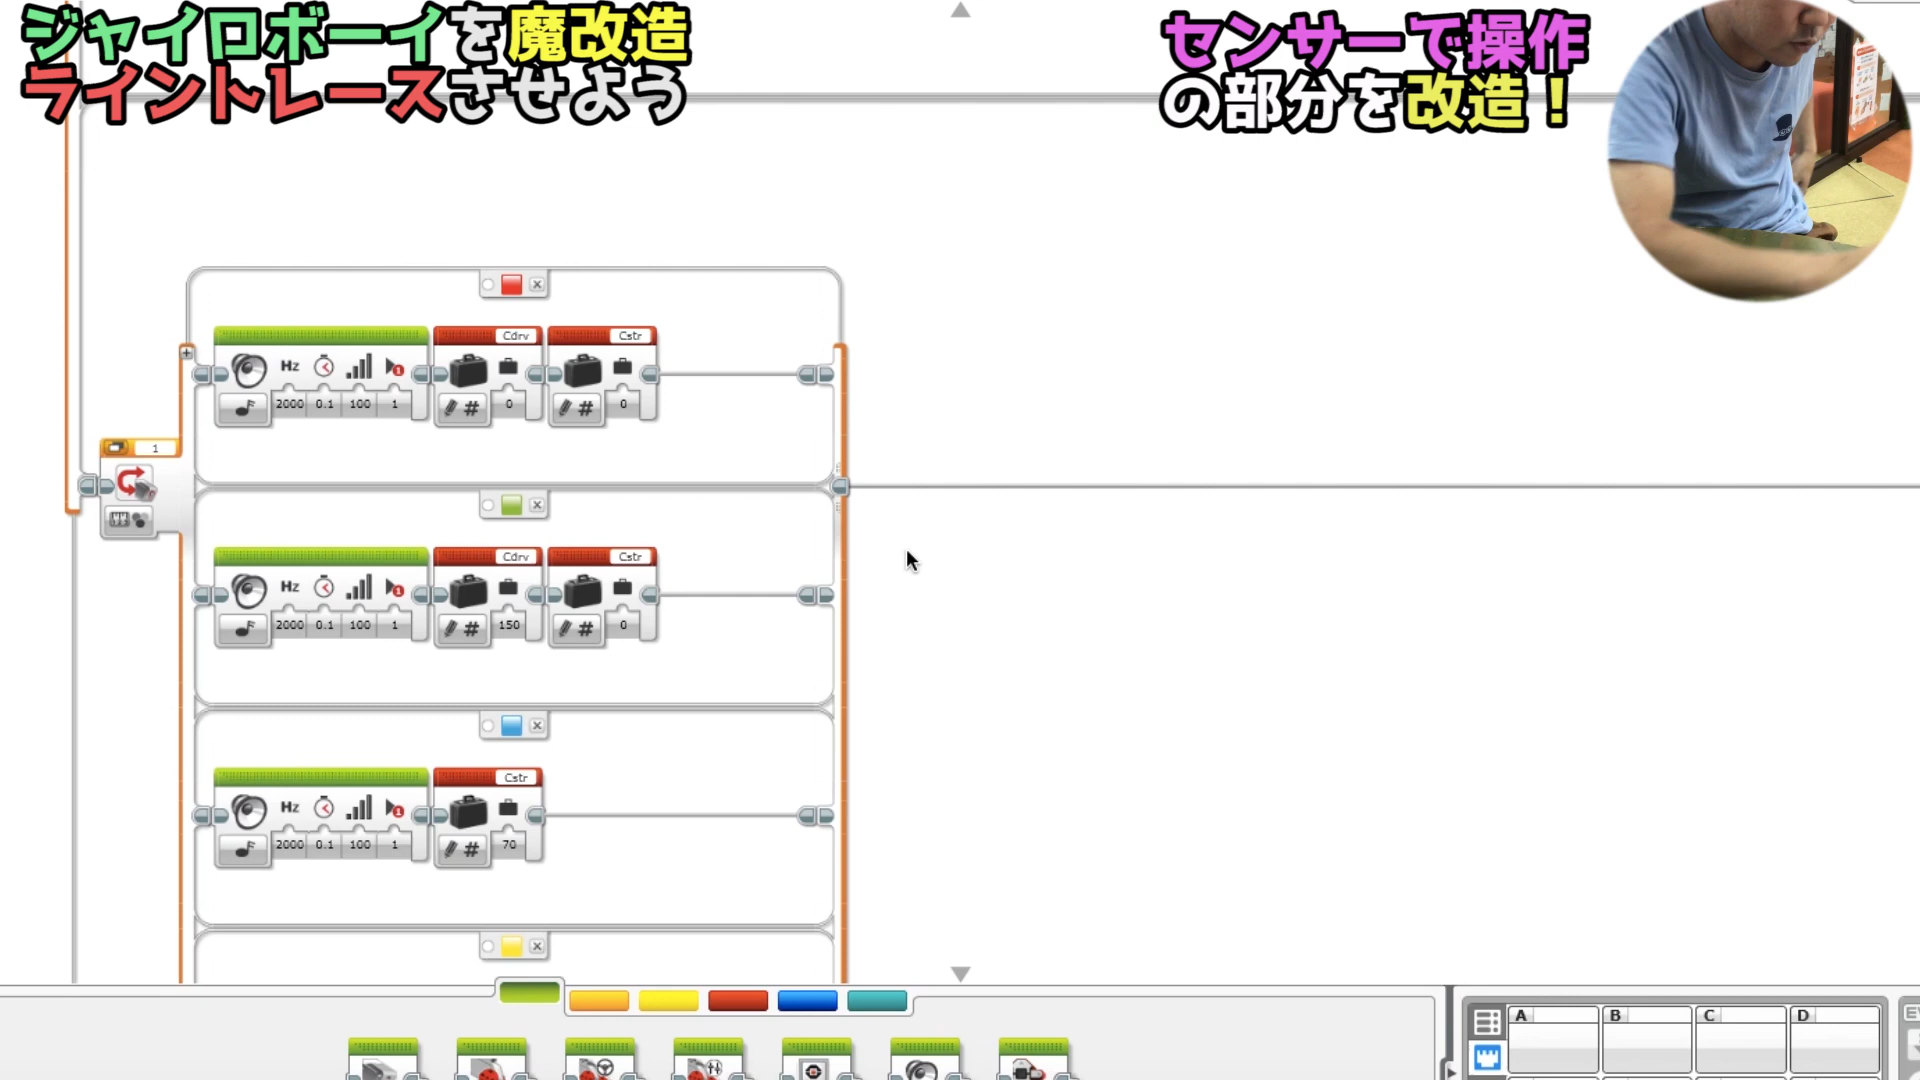 ジャイロボーイを魔改造
ライントレースさせよう
センサーで操作
の部分を改造！
Cdrv
Cstr
Hz
2000 0.1 100 1
#
0
#
0
1
Cdrv
Cstr
Hz
2000 0.1 100 1
#
150
#
0
Cstr
Hz
2000 0.1 100 1
#
70
A
B
C
D